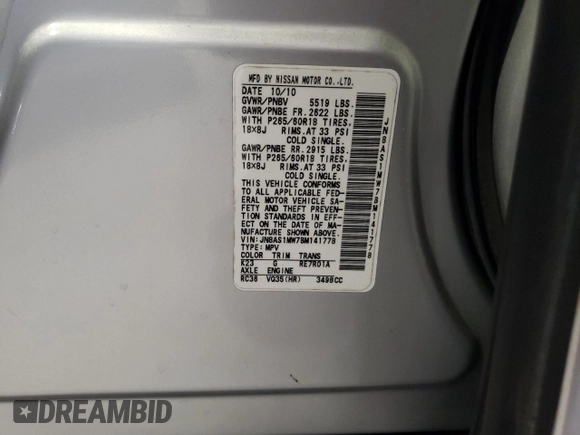 MFD BY NISSAN MOTOR CO.,LTD.
DATE 10/10
GVWR/PNBV 5519 LBS.
GAWR/PNBE FR. 2622 LBS.
WITH P265/60R18 TIRES.
18X8J RIMS.AT 33 PSI
COLD SINGLE.
GAWR/PNBE RR. 2915 LBS.
WITH P265/60R18 TIRES.
18X8J RIMS.AT 33 PSI
COLD SINGLE.
THIS VEHICLE CONFORMS
TO ALL APPLICABLE FED-
ERAL MOTOR VEHICLE SA-
FETY AND THEFT PREVEN-
TION STANDARDS IN EFF-
ECT ON THE DATE OF MA-
NUFACTURE SHOWN ABOVE.
VIN: JN8AS1MW7BM141778
TYPE: MPV
COLOR TRIM TRANS
K23 G RE7R01A
AXLE ENGINE
RC38 VQ35(HR) 3498CC
JN8AS1MW7BM141778
DREAMBID